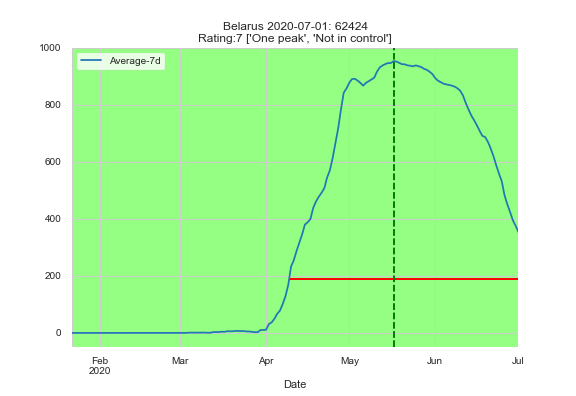 Belarus 2020-07-01: 62424
Rating:7 ['One peak', 'Not in control']
Average-7d
1000
800
600
400
200
0
Feb Mar Apr May Jun Jul
2020
Date